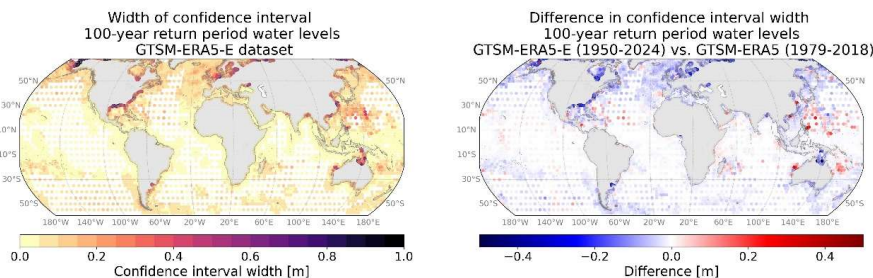 Width of confidence interval
100-year return period water levels
GTSM-ERA5-E dataset
50°N
50°N
30°N
30°N
10°N
10°N
10°S
10°S
30°S
30°S
50°S
50°S
180°W 140°W 100°W 60°W 20°W 20°E 60°E 100°E 140°E 180°E
0.0 0.2 0.4 0.6 0.8 1.0
Confidence interval width [m]
Difference in confidence interval width
100-year return period water levels
GTSM-ERA5-E (1950-2024) vs. GTSM-ERA5 (1979-2018)
50°N
50°N
30°N
30°N
10°N
10°N
10°S
10°S
30°S
30°S
50°S
50°S
180°W 140°W 100°W 60°W 20°W 20°E 60°E 100°E 140°E 180°E
−0.4 −0.2 0.0 0.2 0.4
Difference [m]